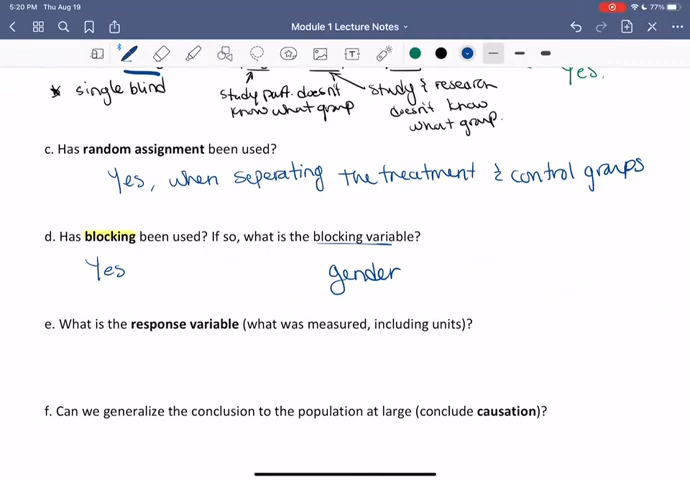 5:20 PM Thu Aug 19
77%
Module 1 Lecture Notes
* single blind
study part. doesn't know what group
study & research doesn't know what group.
Yes.
c. Has random assignment been used?
Yes, when seperating the treatment & control groups
d. Has blocking been used? If so, what is the blocking variable?
Yes
gender
e. What is the response variable (what was measured, including units)?
f. Can we generalize the conclusion to the population at large (conclude causation)?